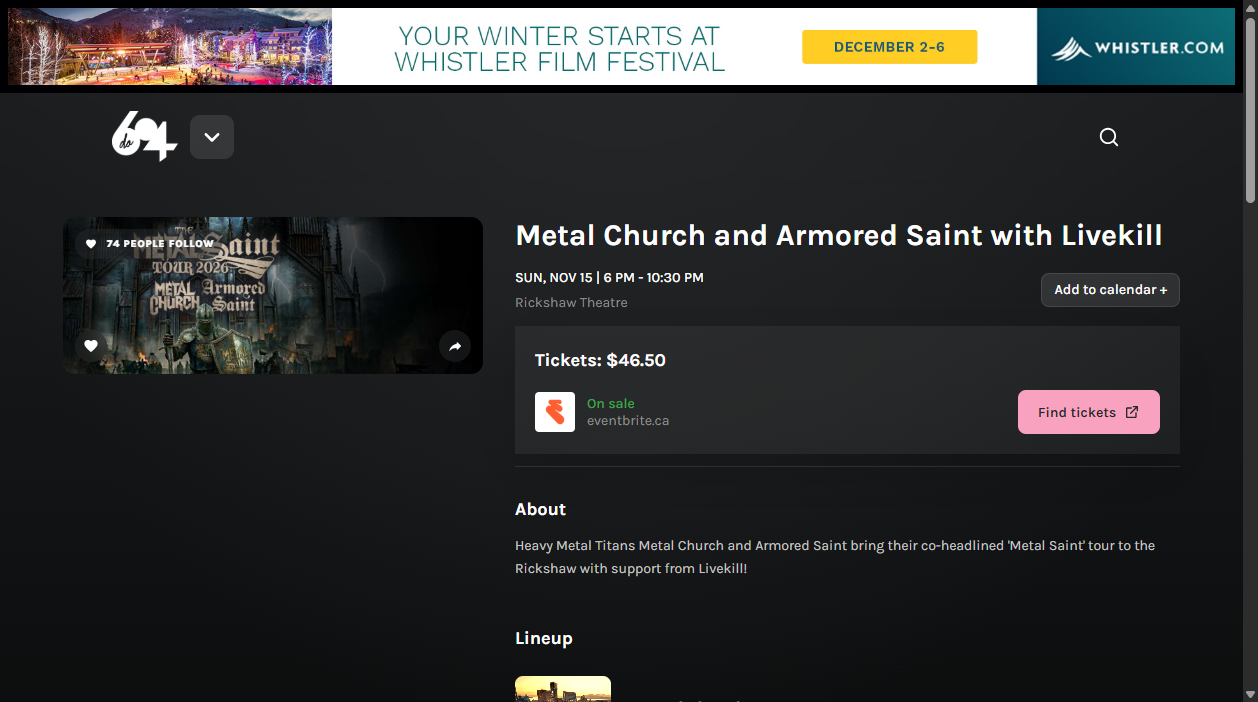 YOUR WINTER STARTS AT
WHISTLER FILM FESTIVAL
DECEMBER 2-6
WHISTLER.COM
do604
74 PEOPLE FOLLOW
THE
METAL Saint
TOUR 2026
METAL CHURCH
Armored Saint
Metal Church and Armored Saint with Livekill
SUN, NOV 15 | 6 PM - 10:30 PM
Rickshaw Theatre
Add to calendar +
Tickets: $46.50
On sale
eventbrite.ca
Find tickets
About
Heavy Metal Titans Metal Church and Armored Saint bring their co-headlined 'Metal Saint' tour to the
Rickshaw with support from Livekill!
Lineup